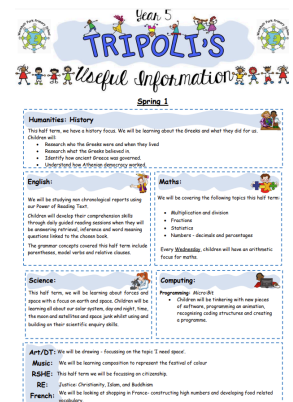 Year 5
TRIPOLI'S
Useful Information
Spring 1
Humanities: History
This half term, we have a history focus. We will be learning about the Greeks and what they did for us.
Children will:
• Research who the Greeks were and when they lived
• Research what the Greeks believed in.
• Identify how ancient Greece was governed.
• Understand how Athenian democracy worked.
English:
We will be studying non chronological reports using
our Power of Reading Text.
Children will develop their comprehension skills
through daily guided reading sessions when they will
be answering retrieval, inference and word meaning
questions linked to the chosen book.
The grammar concepts covered this half term include
parentheses, modal verbs and relative clauses.
Maths:
We will be covering the following topics this half term:
• Multiplication and division
• Fractions
• Statistics
• Numbers - decimals and percentages
Every Wednesday, children will have an arithmetic
focus for maths.
Science:
This half term, we will be learning about forces and
space with a focus on earth and space. Children will be
learning all about our solar system, day and night, time,
the moon and satellites and space junk whilst using and
building on their scientific enquiry skills.
Computing:
Programming: MicroBit
• Children will be tinkering with new pieces
of software; programming an animation,
recognising coding structures and creating
a programme.
Art/DT: We will be drawing - focussing on the topic I need space.
Music: We will be learning composition to represent the festival of colour
RSHE: This half term we will be focussing on citizenship.
RE: Justice: Christianity, Islam, and Buddhism
French: We will be looking at shopping in France- constructing high numbers and developing food related
vocabulary